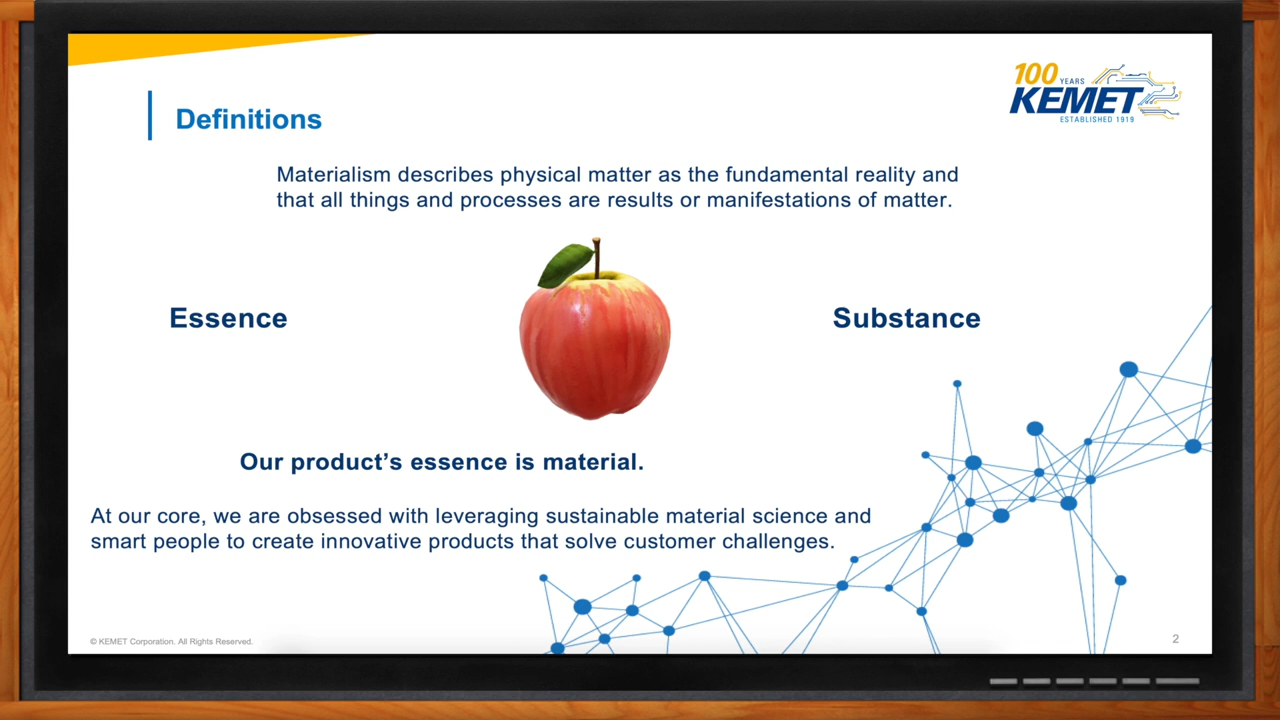 100 YEARS
KEMET
ESTABLISHED 1919
Definitions
Materialism describes physical matter as the fundamental reality and
that all things and processes are results or manifestations of matter.
Essence
Substance
Our product’s essence is material.
At our core, we are obsessed with leveraging sustainable material science and
smart people to create innovative products that solve customer challenges.
© KEMET Corporation. All Rights Reserved.
2